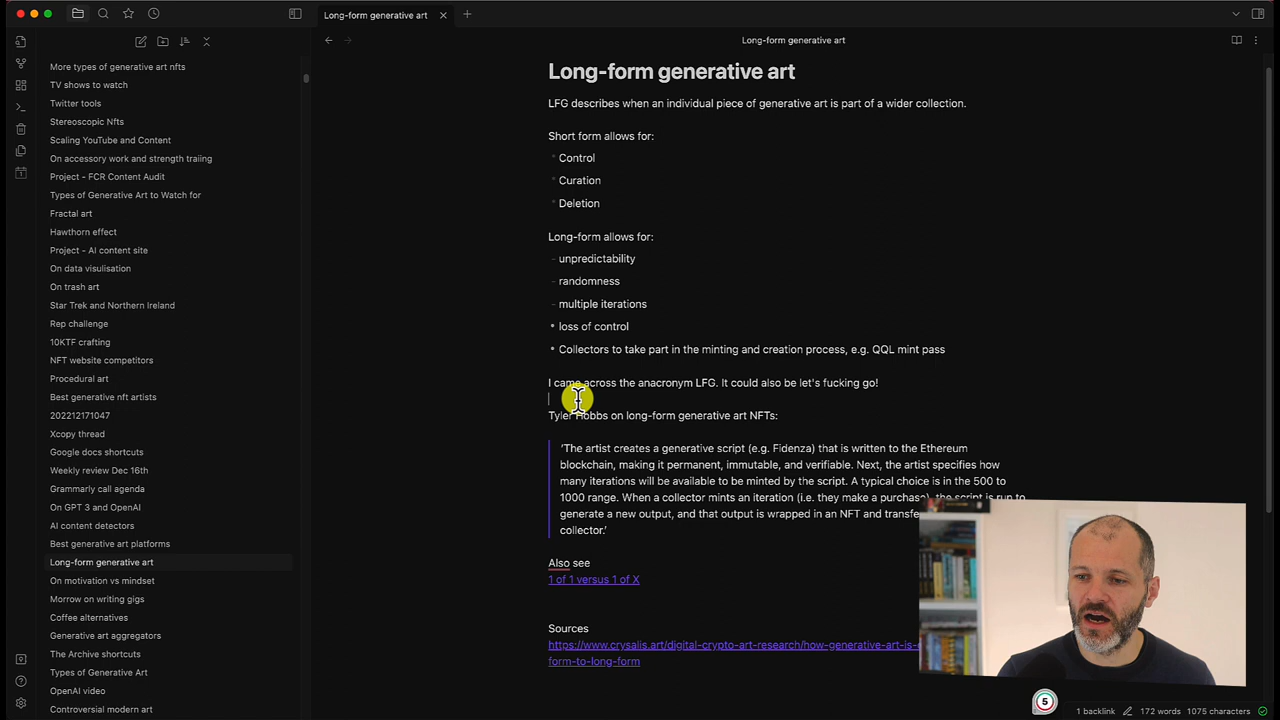 Long-form generative art
Long-form generative art
More types of generative art nfts
TV shows to watch
Twitter tools
Stereoscopic Nfts
Scaling YouTube and Content
On accessory work and strength traiing
Project - FCR Content Audit
Types of Generative Art to Watch for
Fractal art
Hawthorn effect
Project - AI content site
On data visulisation
On trash art
Star Trek and Northern Ireland
Rep challenge
10KTF crafting
NFT website competitors
Procedural art
Best generative nft artists
202212171047
Xcopy thread
Google docs shortcuts
Weekly review Dec 16th
Grammarly call agenda
On GPT 3 and OpenAI
AI content detectors
Best generative art platforms
Long-form generative art
On motivation vs mindset
Morrow on writing gigs
Coffee alternatives
Generative art aggregators
The Archive shortcuts
Types of Generative Art
OpenAI video
Controversial modern art
Long-form generative art
LFG describes when an individual piece of generative art is part of a wider collection.
Short form allows for:
* Control
* Curation
* Deletion
Long-form allows for:
- unpredictability
- randomness
- multiple iterations
• loss of control
• Collectors to take part in the minting and creation process, e.g. QQL mint pass
I came across the anacronym LFG. It could also be let's fucking go!
Tyler Hobbs on long-form generative art NFTs:
‘The artist creates a generative script (e.g. Fidenza) that is written to the Ethereum
blockchain, making it permanent, immutable, and verifiable. Next, the artist specifies how
many iterations will be available to be minted by the script. A typical choice is in the 500 to
1000 range. When a collector mints an iteration (i.e. they make a purchase), the script is run to
generate a new output, and that output is wrapped in an NFT and transfe
collector.’
Also see
1 of 1 versus 1 of X
Sources
https://www.crysalis.art/digital-crypto-art-research/how-generative-art-is-
form-to-long-form
5
1 backlink 172 words 1075 characters